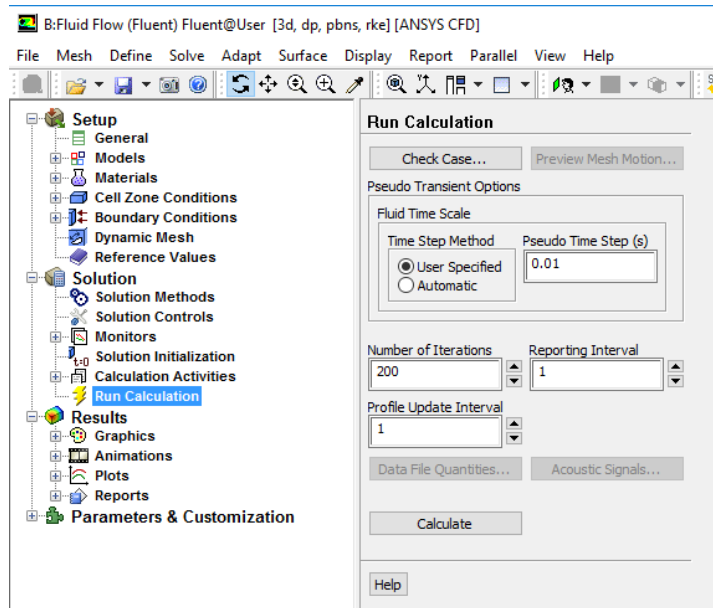 B:Fluid Flow (Fluent) Fluent@User [3d, dp, pbns, rke] [ANSYS CFD]
File Mesh Define Solve Adapt Surface Display Report Parallel View Help
Setup
General
Models
Materials
Cell Zone Conditions
Boundary Conditions
Dynamic Mesh
Reference Values
Solution
Solution Methods
Solution Controls
Monitors
t=0 Solution Initialization
Calculation Activities
Run Calculation
Results
Graphics
Animations
Plots
Reports
Parameters & Customization
Run Calculation
Check Case... Preview Mesh Motion...
Pseudo Transient Options
Fluid Time Scale
Time Step Method Pseudo Time Step (s)
User Specified 0.01
Automatic
Number of Iterations Reporting Interval
200 1
Profile Update Interval
1
Data File Quantities... Acoustic Signals...
Calculate
Help